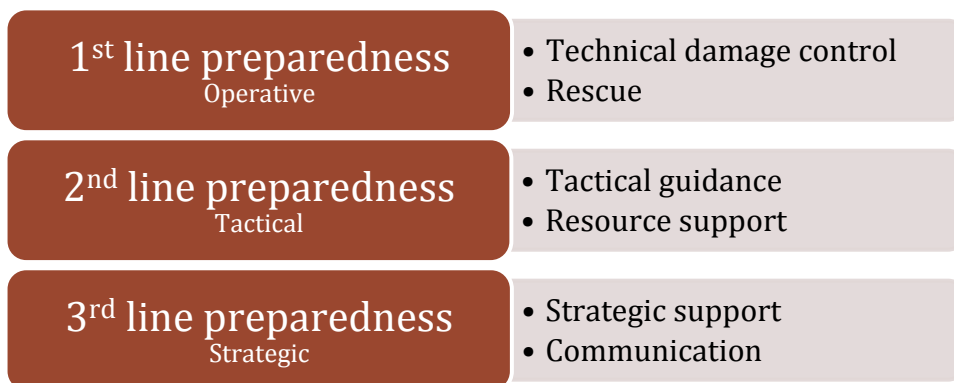 1st line preparedness
Operative
• Technical damage control
• Rescue
2nd line preparedness
Tactical
• Tactical guidance
• Resource support
3rd line preparedness
Strategic
• Strategic support
• Communication